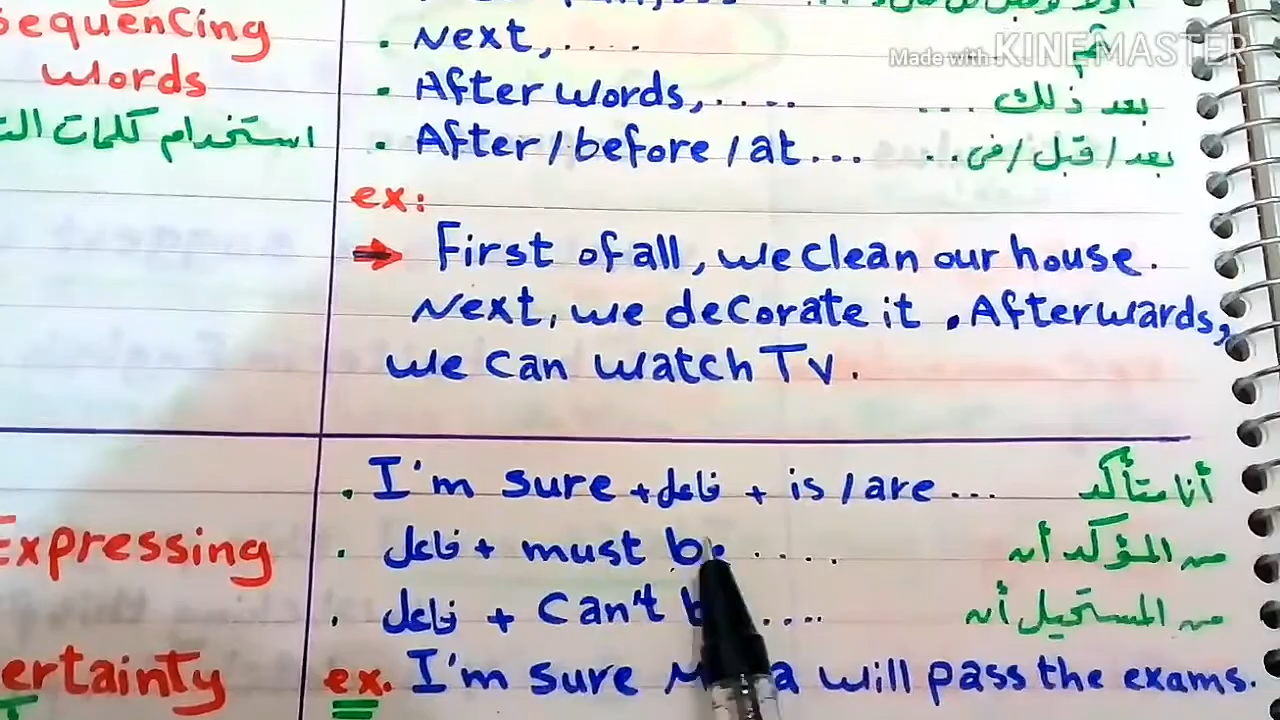 Sequencing
words
استخدام كلمات
• Next, ....
ثم
• After words, .....
بعد ذلك ...
• After / before / at ...
بعد / قبل / في ..
ex:
→ First of all, we clean our house.
Next, we decorate it. Afterwards,
we can watch TV.
Expressing
ertainty
• I'm sure + فاعل + is / are ...
أنا متأكد
• فاعل + must be ....
من المؤكد أنه
• فاعل + can't b ....
من المستحيل أنه
ex. I'm sure a will pass the exams.
Made with KINEMASTER